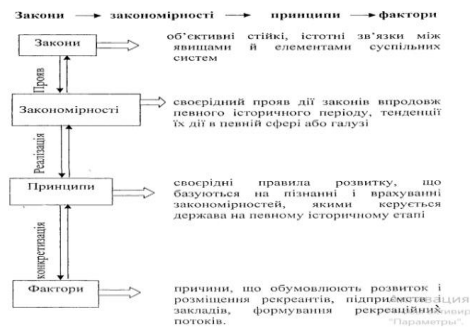 Закони → закономірності → принципи → фактори
Закони
об'єктивні стійкі, істотні зв'язки між
явищами й елементами суспільних
систем
Прояв
Закономірності
своєрідний прояв дії законів впродовж
певного історичного періоду, тенденції
їх дії в певній сфері або галузі
Реалізація
Принципи
своєрідні правила розвитку, що
базуються на пізнанні і врахуванні
закономірностей, якими керується
держава на певному історичному етапі
конкретизація
Фактори
причини, що обумовлюють розвиток і
розміщення рекреантів, підприємств і
закладів, формування рекреаційних
потоків.
"Параметры".